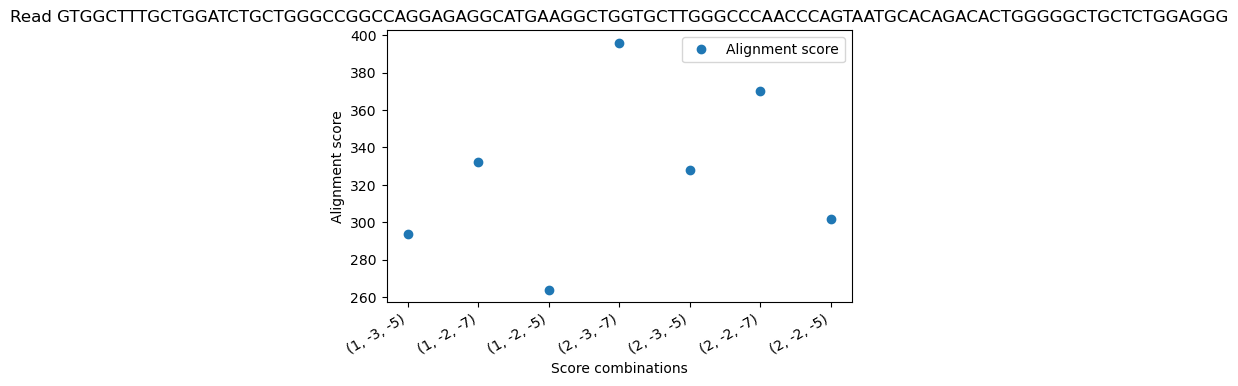 Read GTGGCTTTGCTGGATCTGCTGGGCCGGCCAGGAGAGGCATGAAGGCTGGTGCTTGGGCCCAACCCAGTAATGCACAGACACTGGGGGCTGCTCTGGAGGG
400
380
360
340
320
300
280
260
Alignment score
Alignment score
(1, -3, -5)
(1, -2, -7)
(1, -2, -5)
(2, -3, -7)
(2, -3, -5)
(2, -2, -7)
(2, -2, -5)
Score combinations